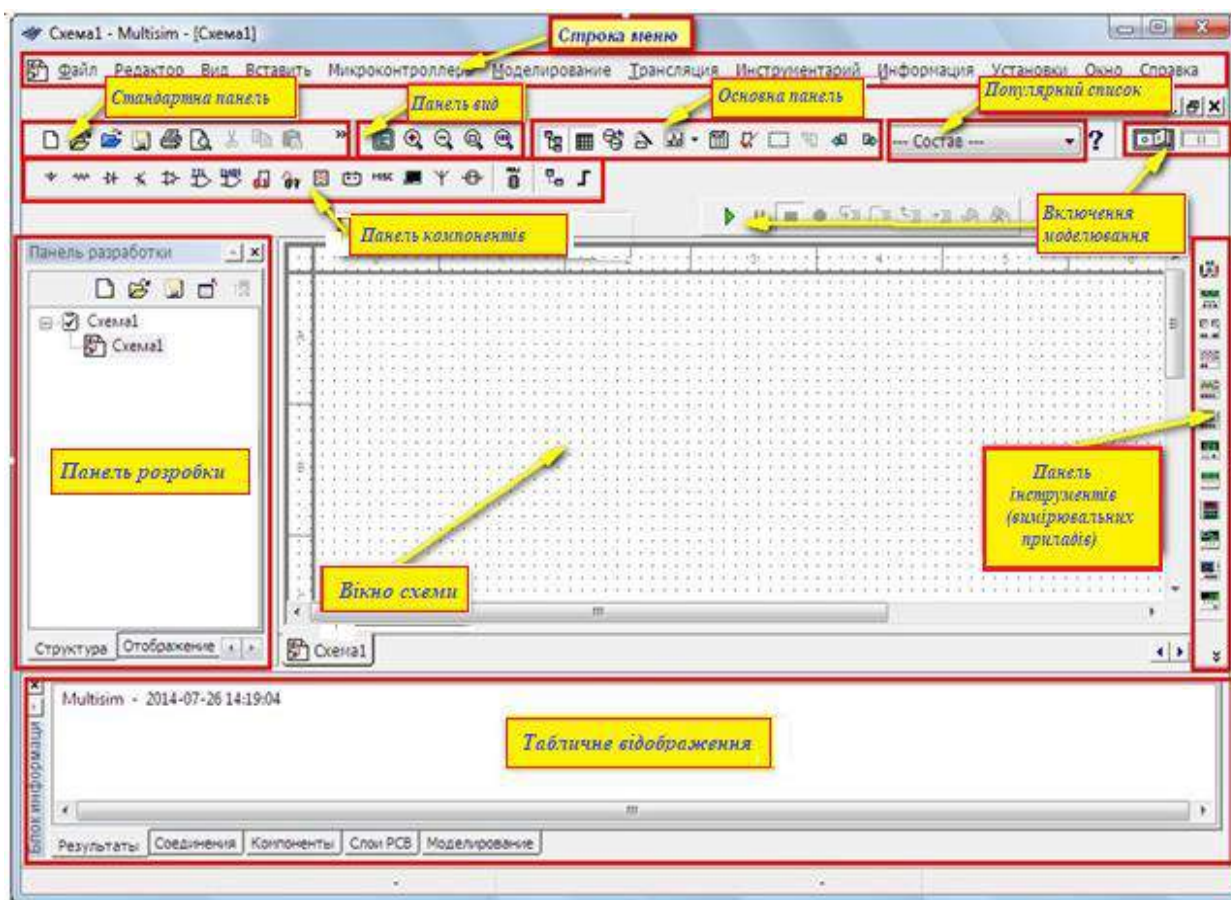 Схема1 - Multisim - [Схема1]
Строка меню
Файл Редактор Вид Вставить Микроконтроллеры Моделирование Трансляция Инструментарий Информация Установки Окно Справка
Стандартна панель
Панель вид
Основна панель
Популярний список
--- Состав ---
?
MISC
Панель компонентів
Включення
моделювання
Панель разработки
Схема1
Схема1
Панель розробки
Вікно схеми
Панель
інструментів
(вимірювальних
приладів)
Структура Отображение
Схема1
Multisim - 2014-07-26 14:19:04
Табличне відображення
Блок информаци
Результаты Соединения Компоненты Слои PCB Моделирование